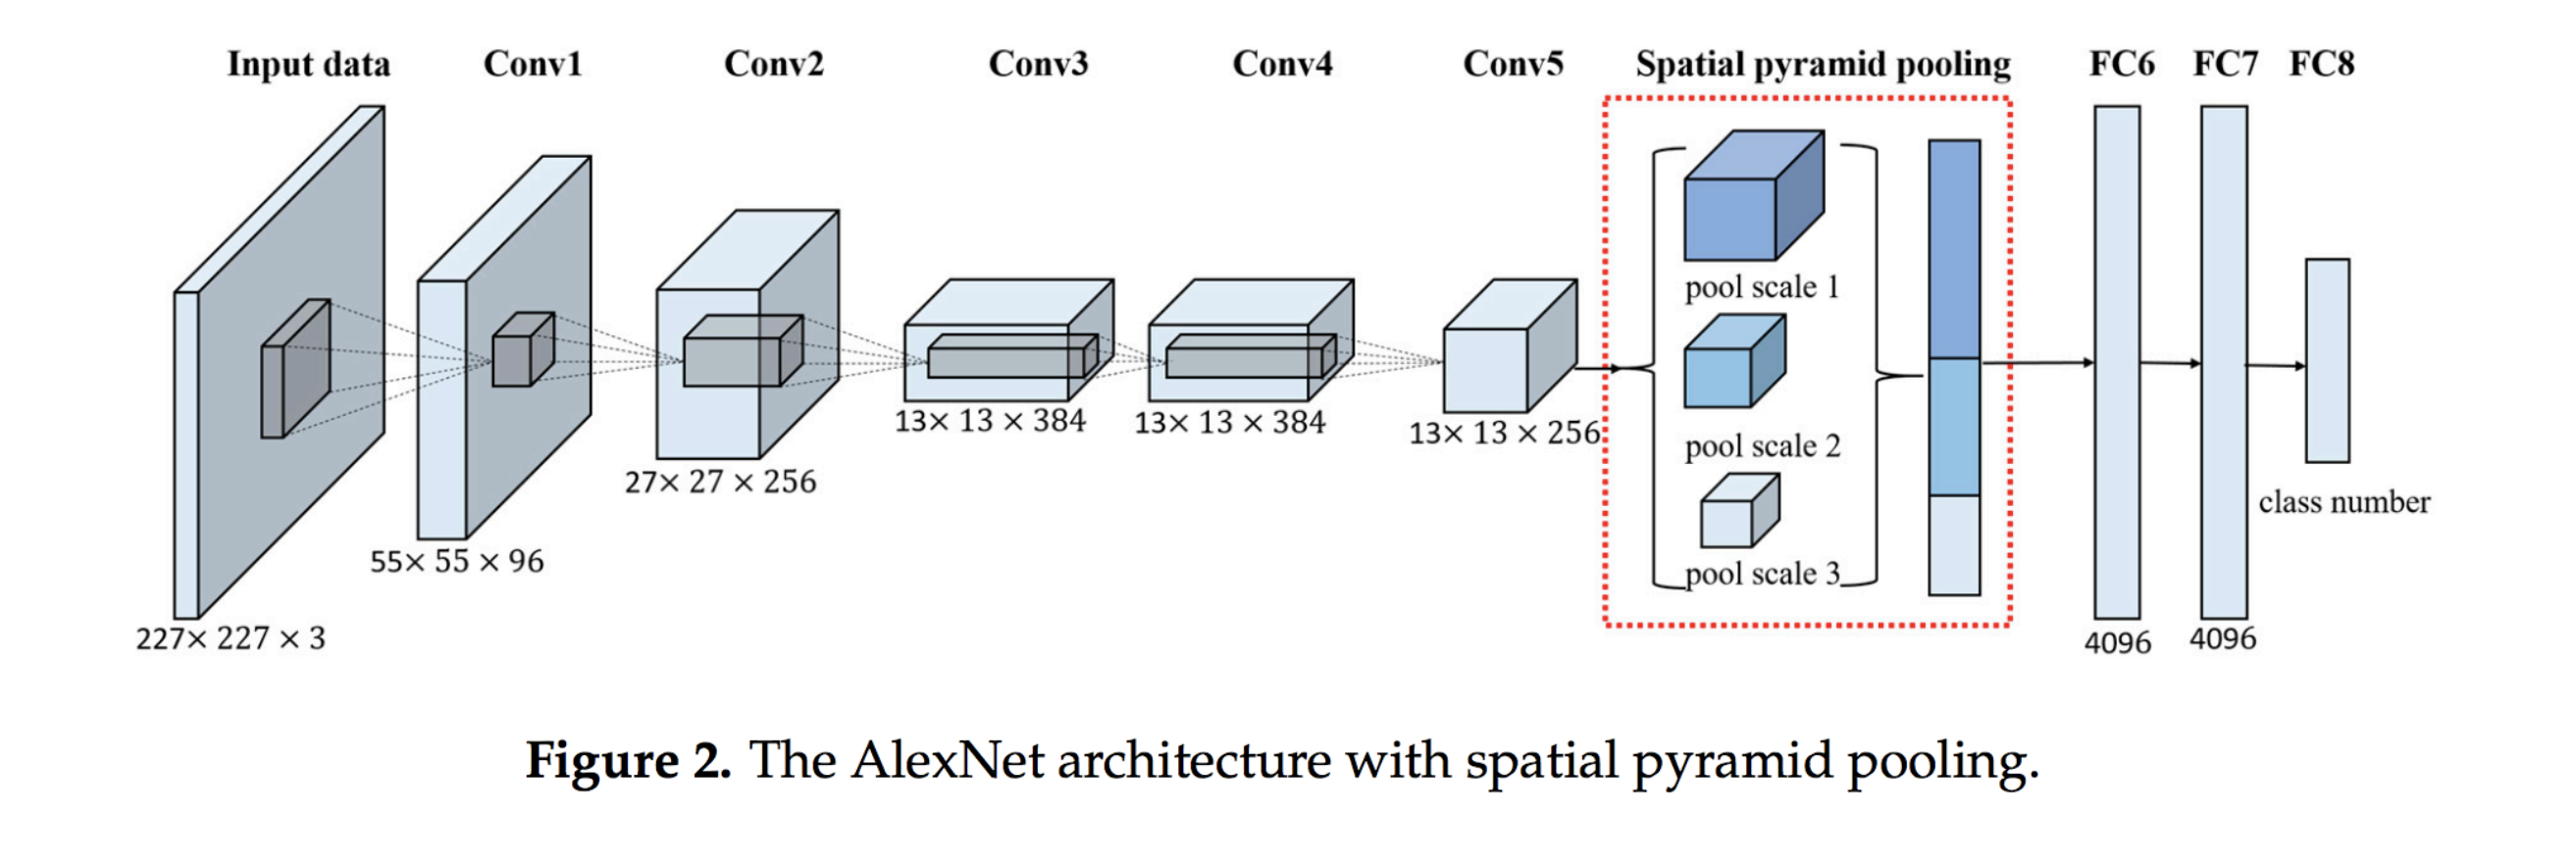 Input data
Conv1
Conv2
Conv3
Conv4
Conv5
Spatial pyramid pooling
FC6
FC7
FC8
pool scale 1
13× 13 × 384
13× 13 × 384
13× 13 × 256
pool scale 2
27× 27 × 256
class number
55× 55 × 96
pool scale 3
227× 227 × 3
4096
4096
Figure 2. The AlexNet architecture with spatial pyramid pooling.